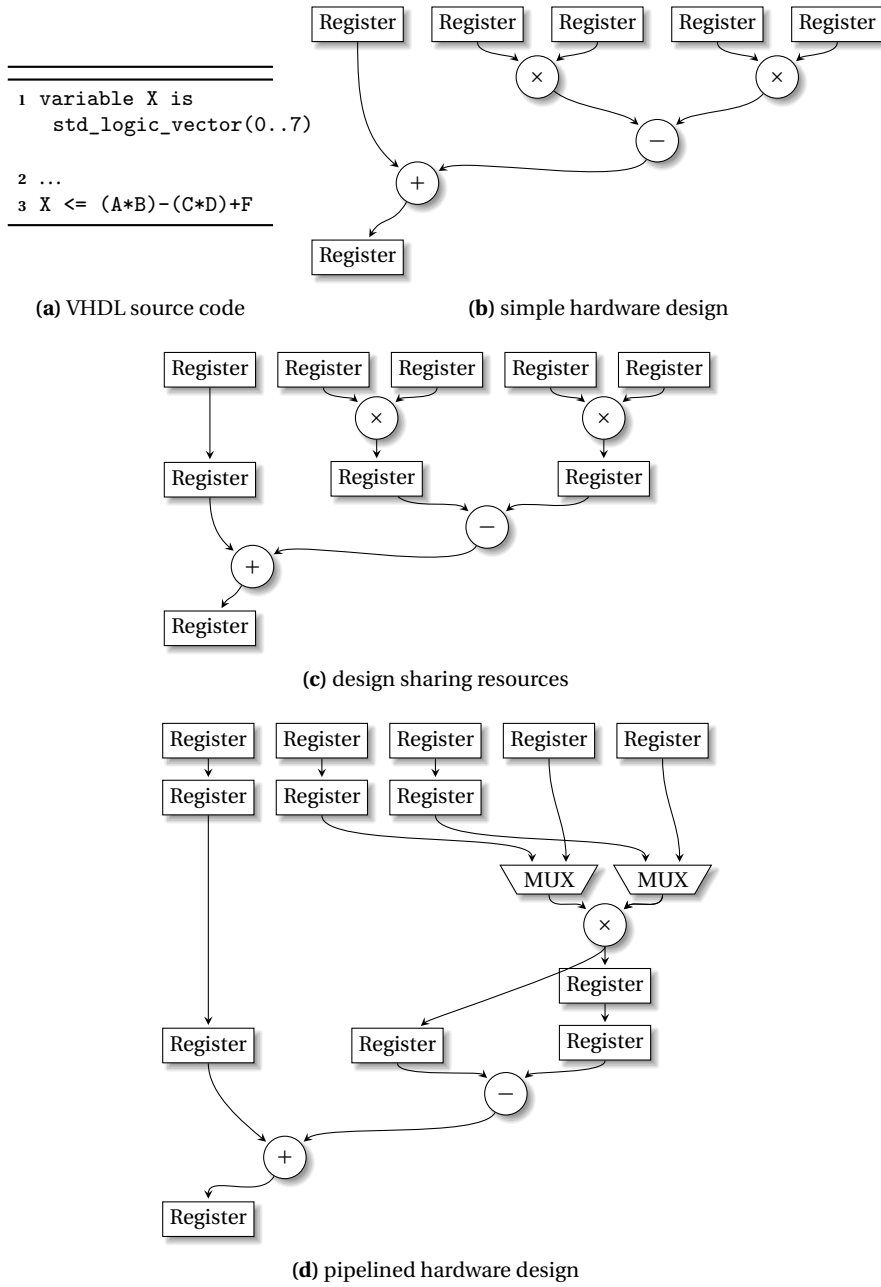 Register Register Register Register Register
× ×
1 variable X is
std_logic_vector(0..7)
−
2 ...
+
3 X <= (A*B)-(C*D)+F
Register
(a) VHDL source code
(b) simple hardware design
Register Register Register Register Register
× ×
Register Register Register
−
+
Register
(c) design sharing resources
Register Register Register Register Register
Register Register Register
MUX MUX
×
Register
Register Register Register
−
+
Register
(d) pipelined hardware design